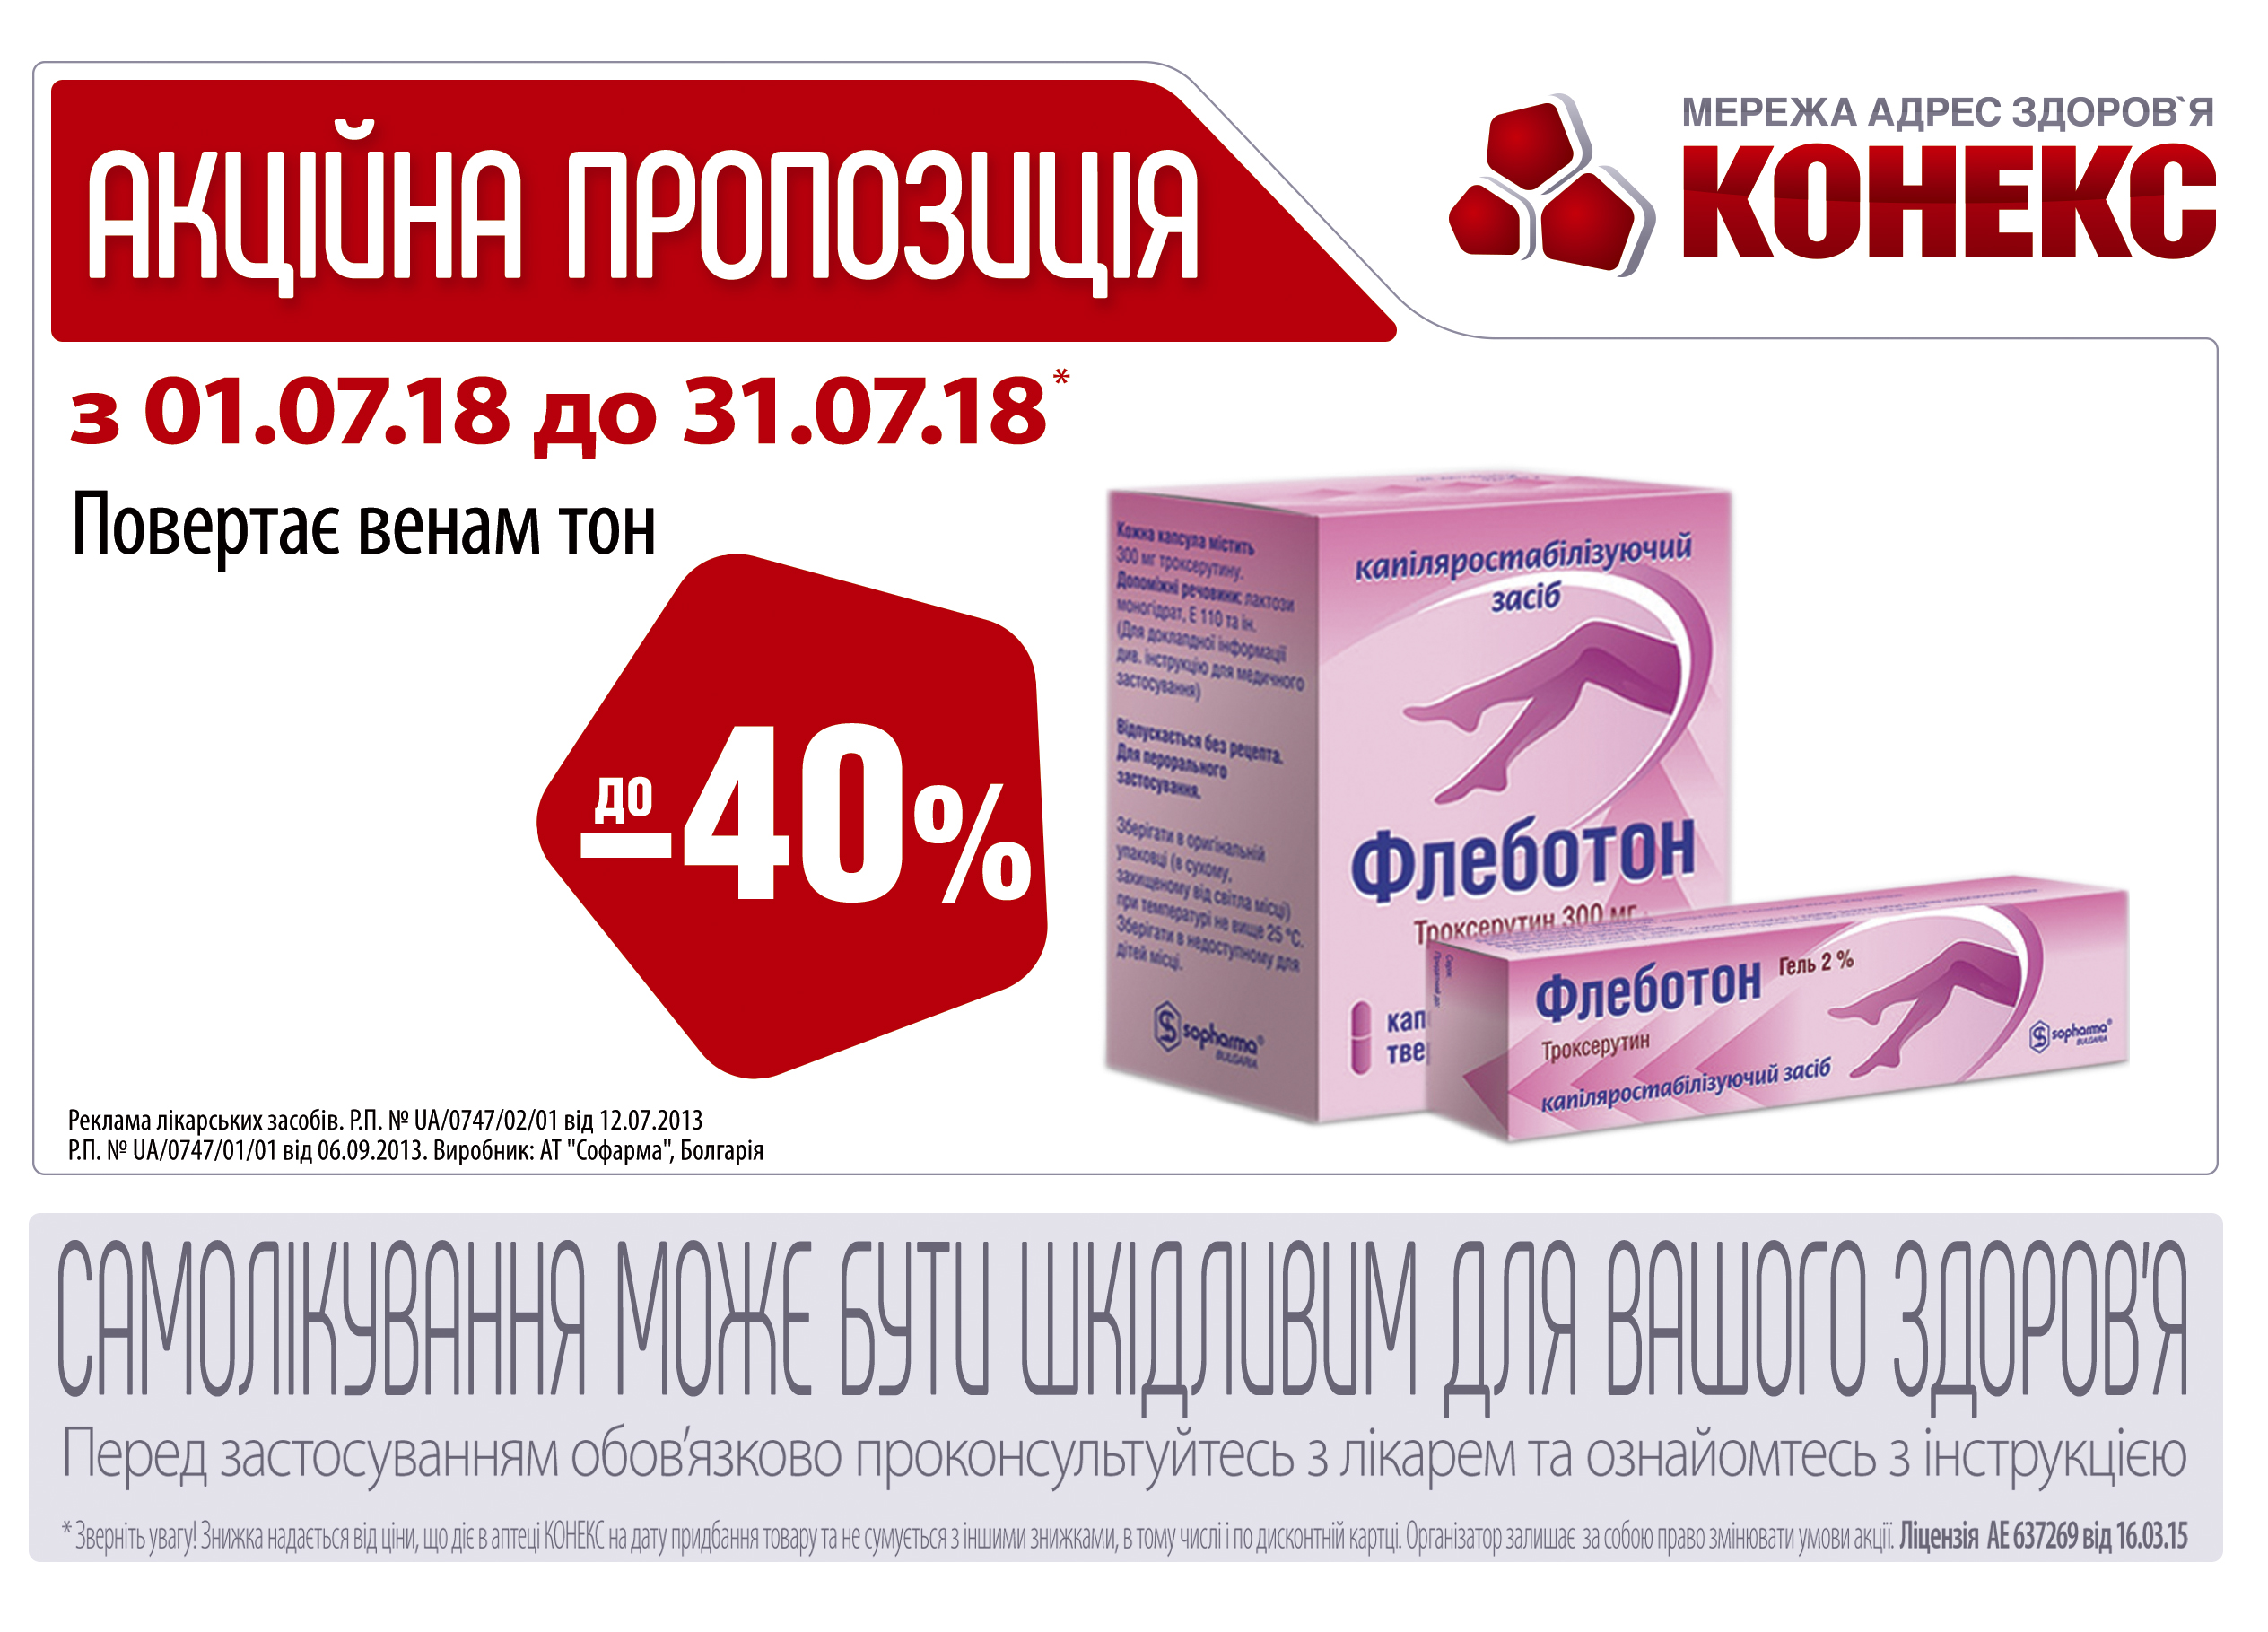 АКЦІЙНА ПРОПОЗИЦІЯ
МЕРЕЖА АДРЕС ЗДОРОВ`Я
КОНЕКС
з 01.07.18 до 31.07.18*
Повертає венам тон
до
–40%
Кожна капсула містить
300 мг троксерутину.
Допоміжні речовини: лактози
моногідрат, Е 110 та ін.
(Для докладної інформації
див. інструкцію для медичного
застосування)
Відпускається без рецепта.
Для перорального
застосування.
Зберігати в оригінальній
упаковці (в сухому,
захищеному від світла місці)
при температурі не вище 25 °С.
Зберігати в недоступному для
дітей місці.
sopharma®
BULGARIA
капіляростабілізуючий
засіб
Флеботон
Троксерутин 300 мг
кап
тве
Флеботон Гель 2 %
Троксерутин
капіляростабілізуючий засіб
sopharma®
BULGARIA
Реклама лікарських засобів. Р.П. № UA/0747/02/01 від 12.07.2013
Р.П. № UA/0747/01/01 від 06.09.2013. Виробник: АТ "Софарма", Болгарія
САМОЛІКУВАННЯ МОЖЕ БУТИ ШКІДЛИВИМ ДЛЯ ВАШОГО ЗДОРОВ'Я
Перед застосуванням обов’язково проконсультуйтесь з лікарем та ознайомтесь з інструкцією
* Зверніть увагу! Знижка надається від ціни, що діє в аптеці КОНЕКС на дату придбання товару та не сумується з іншими знижками, в тому числі і по дисконтній картці. Організатор залишає за собою право змінювати умови акції. Ліцензія АЕ 637269 від 16.03.15